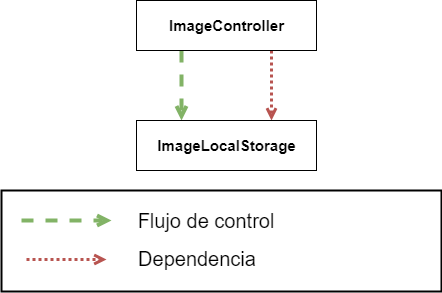 ImageController
ImageLocalStorage
Flujo de control
Dependencia